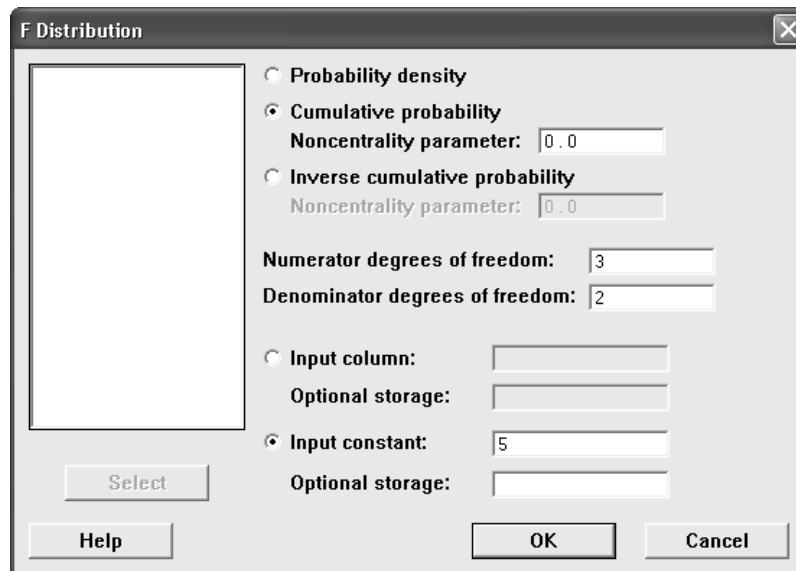 F Distribution
Probability density
Cumulative probability
Noncentrality parameter: 0.0
Inverse cumulative probability
Noncentrality parameter: 0.0
Numerator degrees of freedom: 3
Denominator degrees of freedom: 2
Input column:
Optional storage:
Input constant: 5
Optional storage:
Select
Help OK Cancel